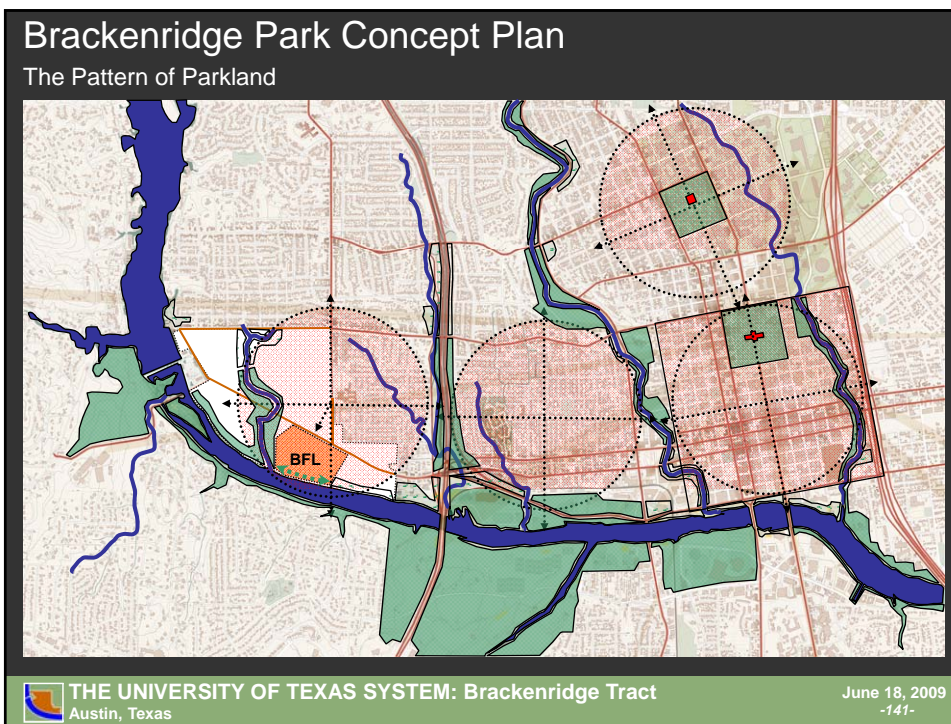 Brackenridge Park Concept Plan
The Pattern of Parkland
BFL
THE UNIVERSITY OF TEXAS SYSTEM: Brackenridge Tract
Austin, Texas
June 18, 2009
-141-